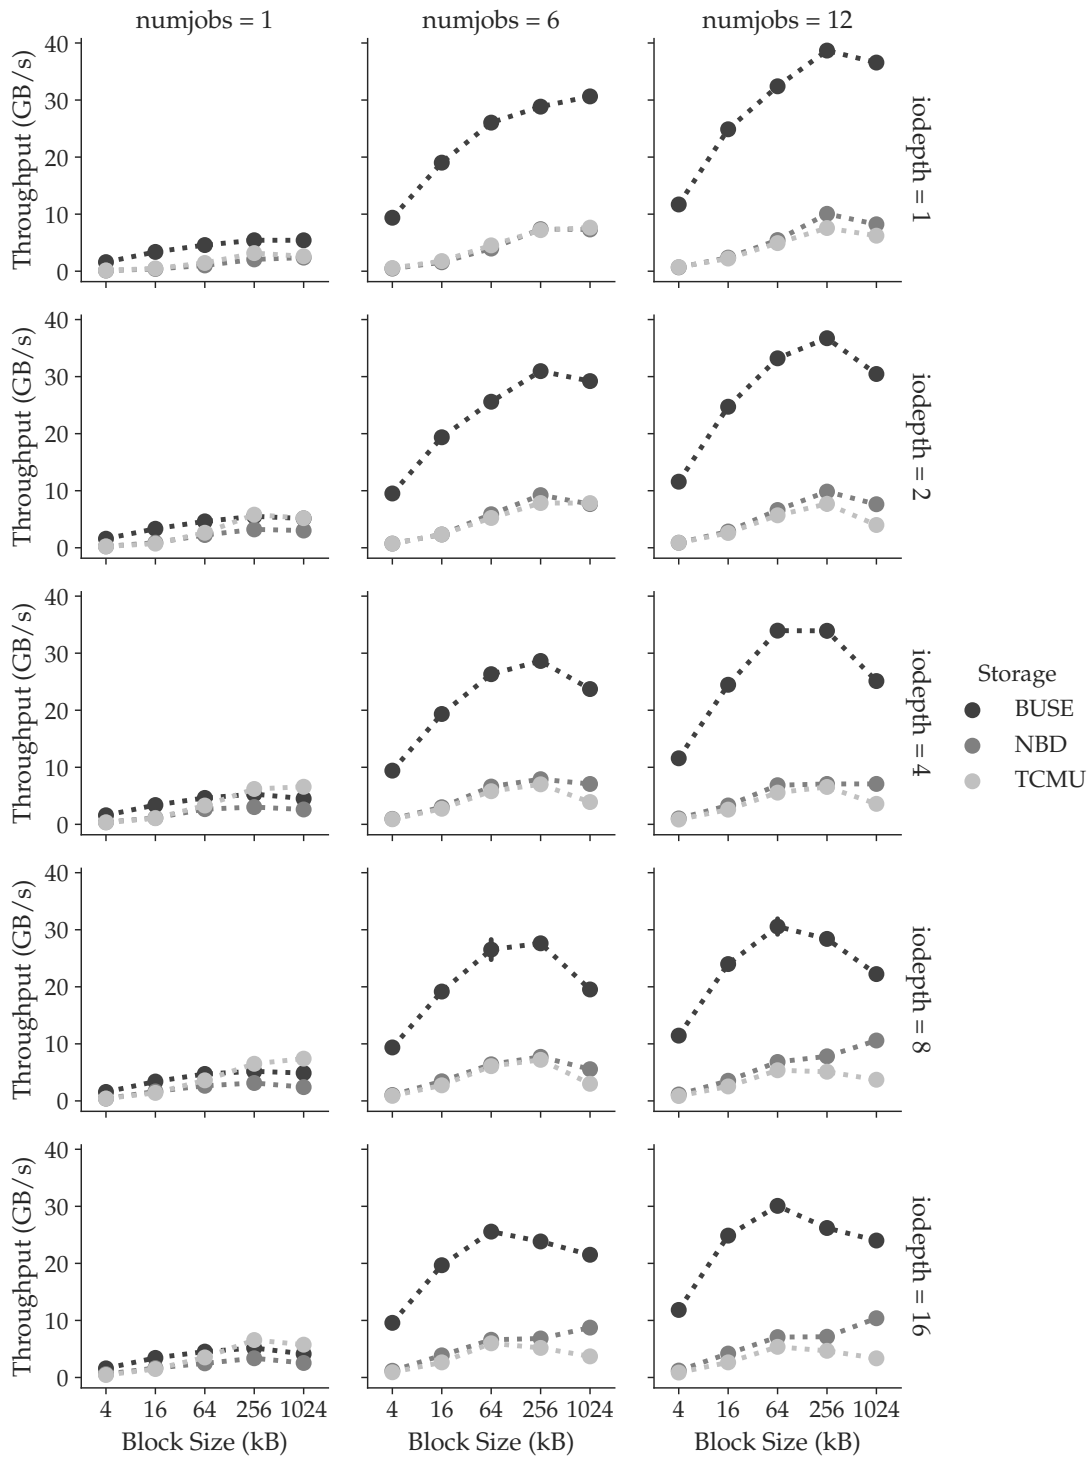 numjobs = 1
numjobs = 6
numjobs = 12
40
30
20
10
0
Throughput (GB/s)
iodepth = 1
40
30
20
10
0
Throughput (GB/s)
iodepth = 2
40
30
20
10
0
Throughput (GB/s)
iodepth = 4
Storage
BUSE
NBD
TCMU
40
30
20
10
0
Throughput (GB/s)
iodepth = 8
40
30
20
10
0
Throughput (GB/s)
iodepth = 16
4 16 64 256 1024
4 16 64 256 1024
4 16 64 256 1024
Block Size (kB)
Block Size (kB)
Block Size (kB)